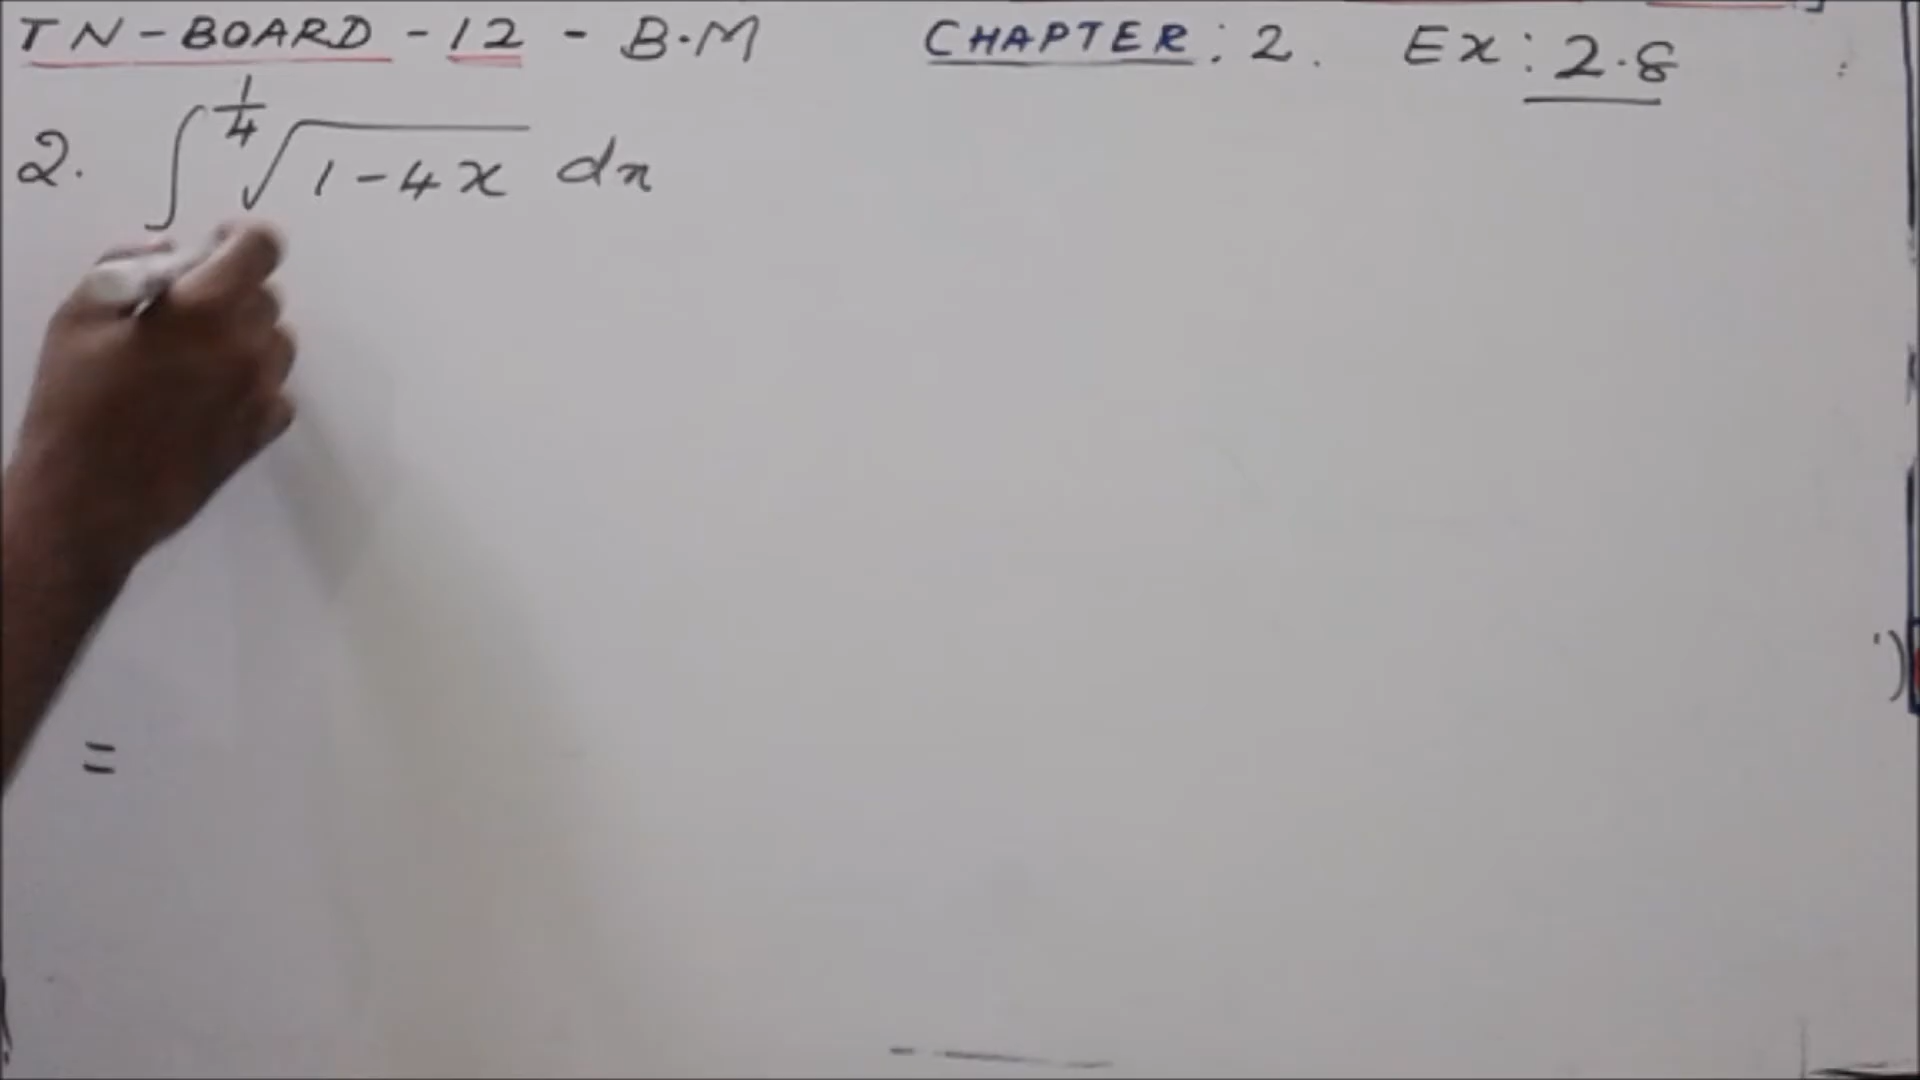 TN-BOARD - 12 - B.M CHAPTER : 2. Ex : 2.8
2. ∫^{1/4} √(1-4x) dx
=